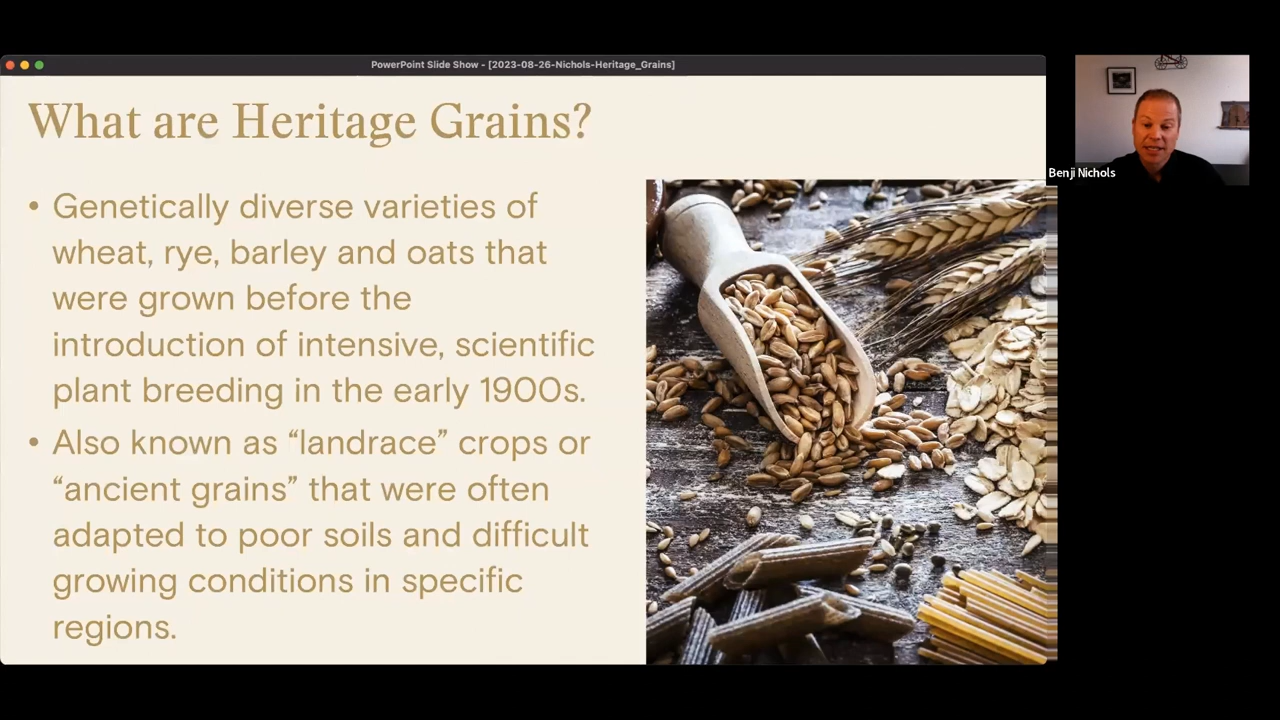 PowerPoint Slide Show - [2023-08-26-Nichols-Heritage_Grains]
What are Heritage Grains?
• Genetically diverse varieties of
wheat, rye, barley and oats that
were grown before the
introduction of intensive, scientific
plant breeding in the early 1900s.
• Also known as “landrace” crops or
“ancient grains” that were often
adapted to poor soils and difficult
growing conditions in specific
regions.
Benji Nichols